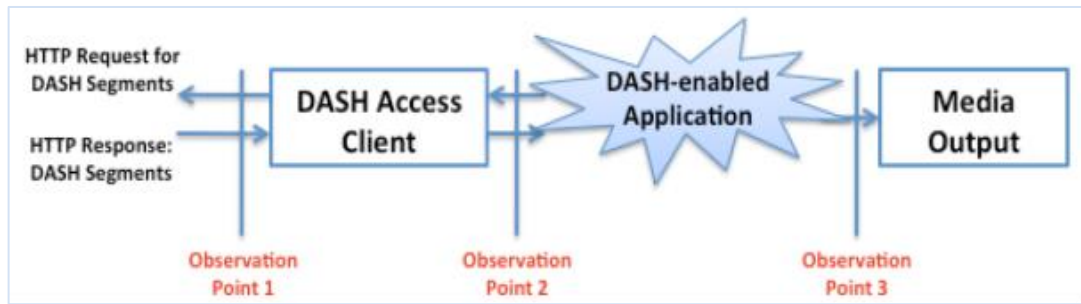 HTTP Request for
DASH Segments
HTTP Response:
DASH Segments
DASH Access
Client
DASH-enabled
Application
Media
Output
Observation
Point 1
Observation
Point 2
Observation
Point 3